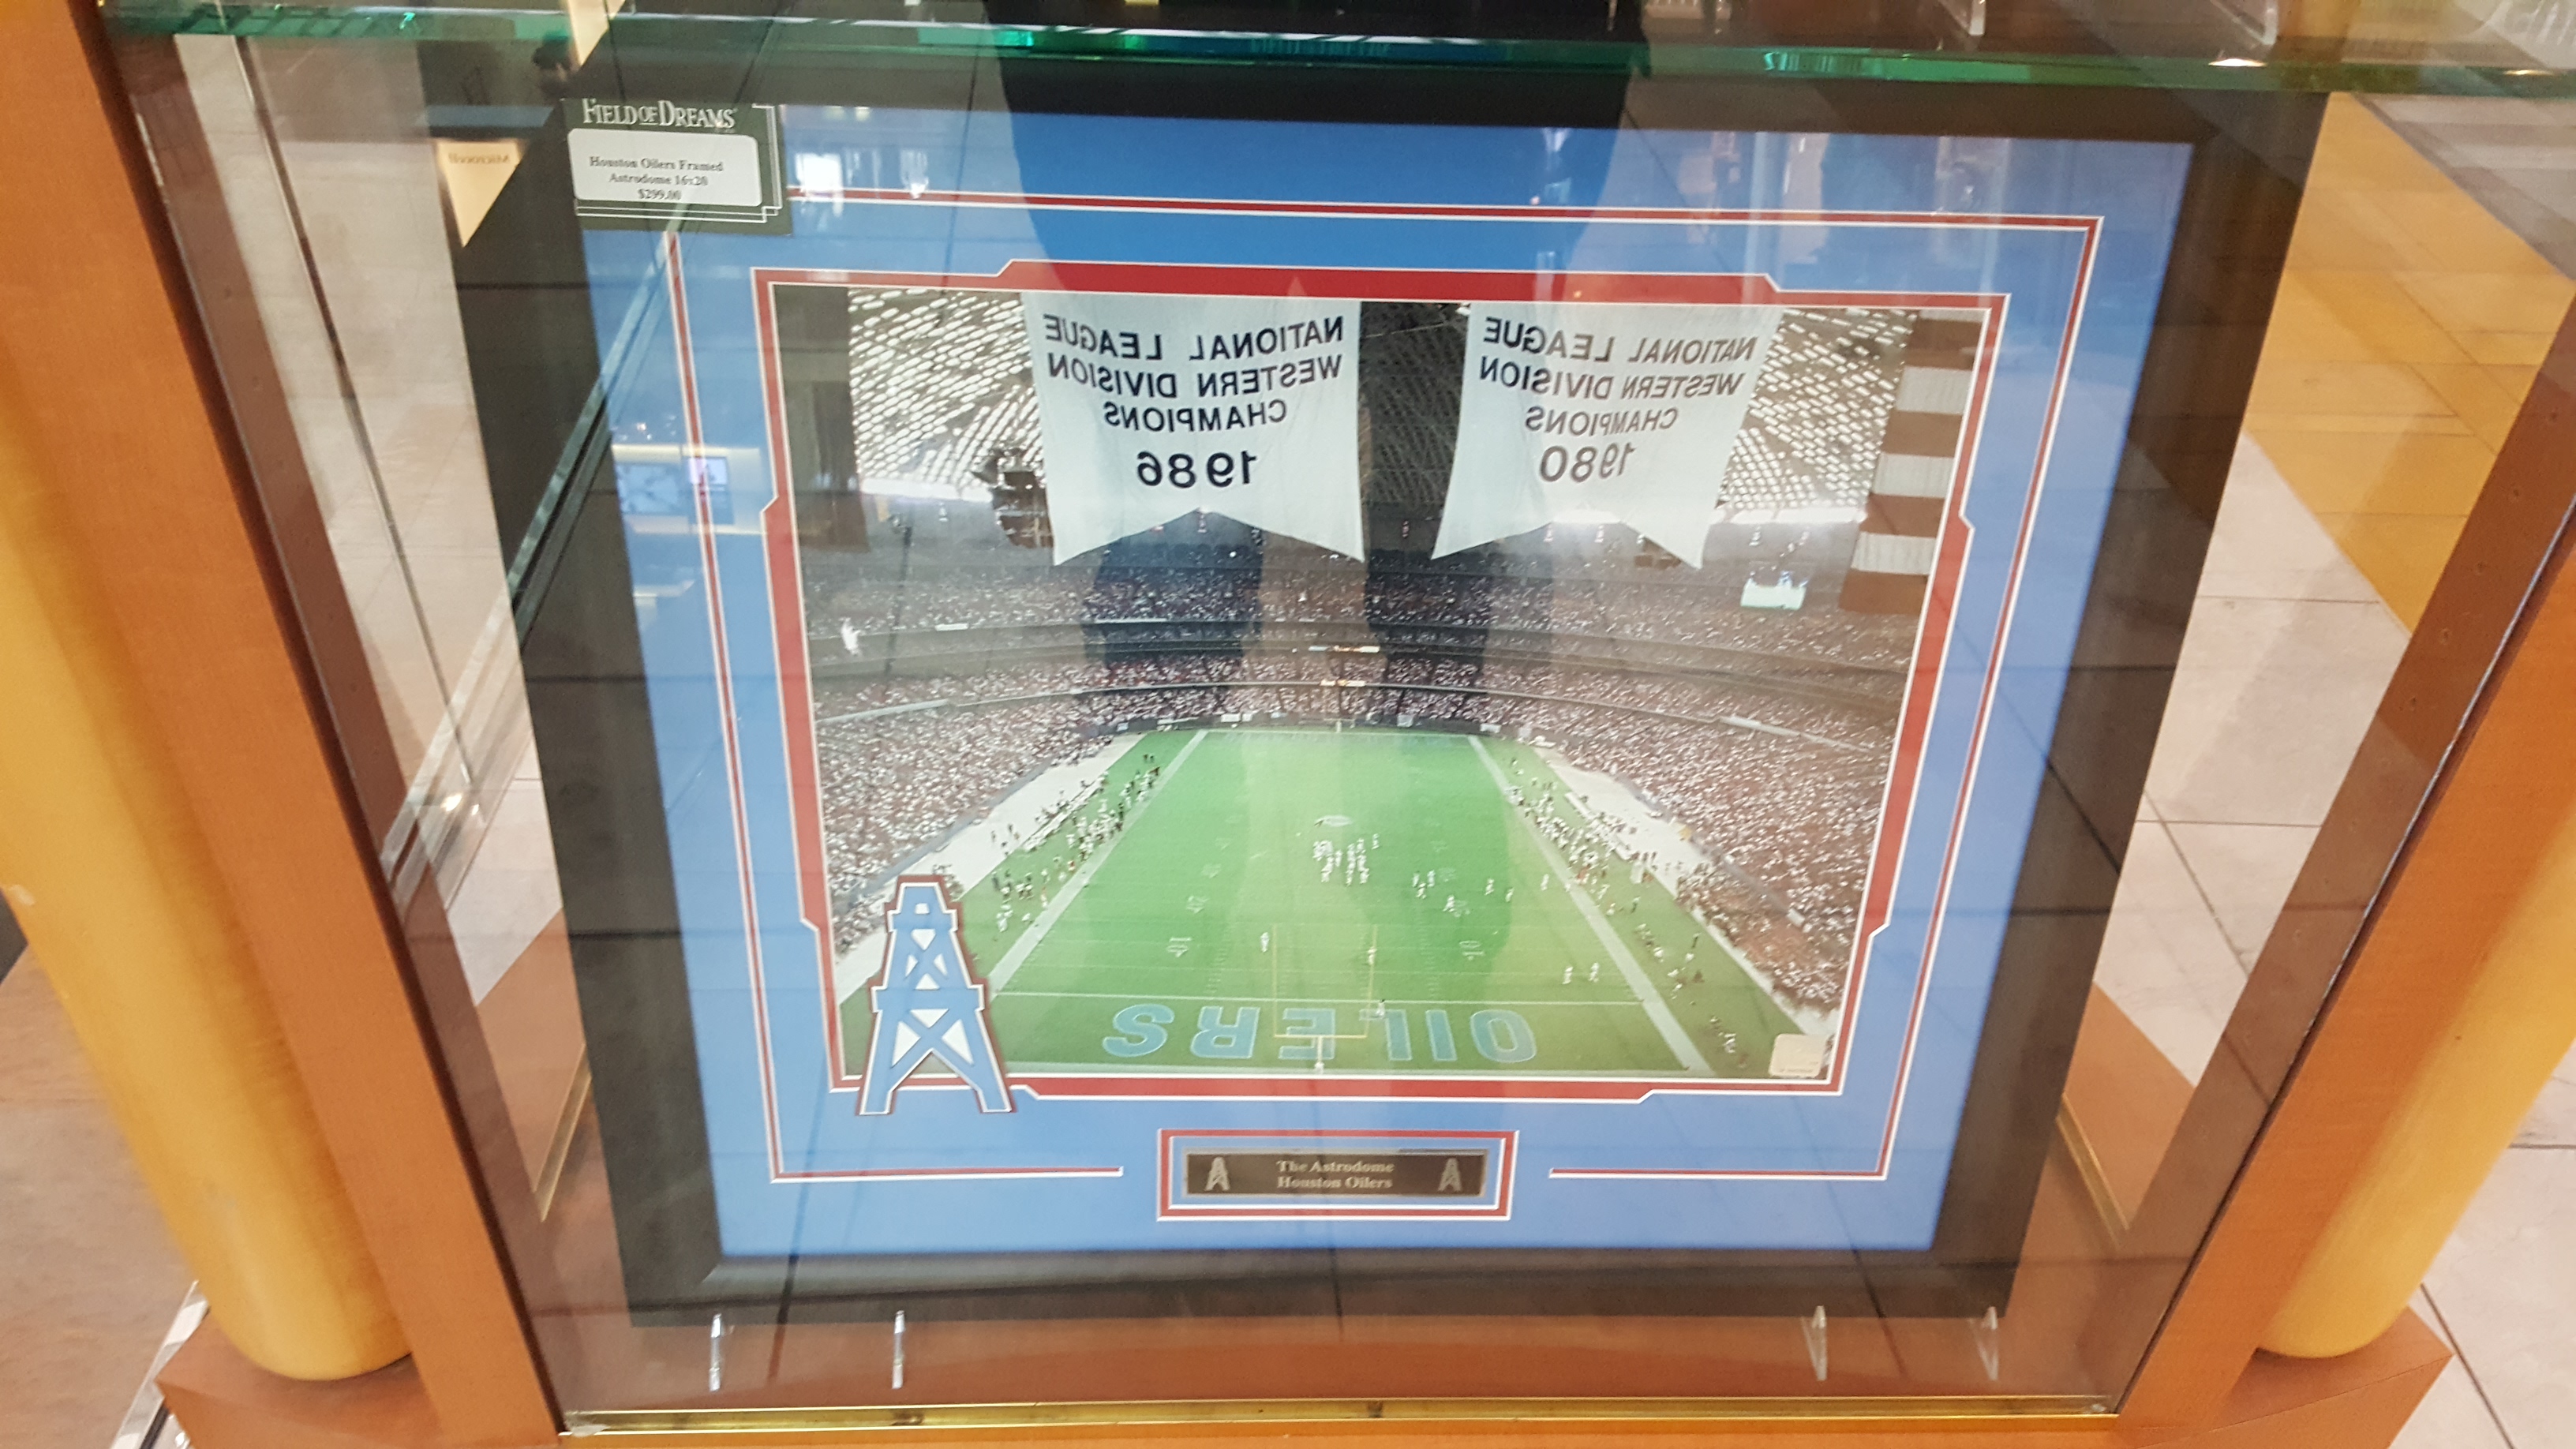 FIELD OF DREAMS
Houston Oilers Framed
Astrodome 16x20
$299.00
NATIONAL LEAGUE
WESTERN DIVISION
CHAMPIONS
1986
NATIONAL LEAGUE
WESTERN DIVISION
CHAMPIONS
1980
OILERS
The Astrodome
Houston Oilers